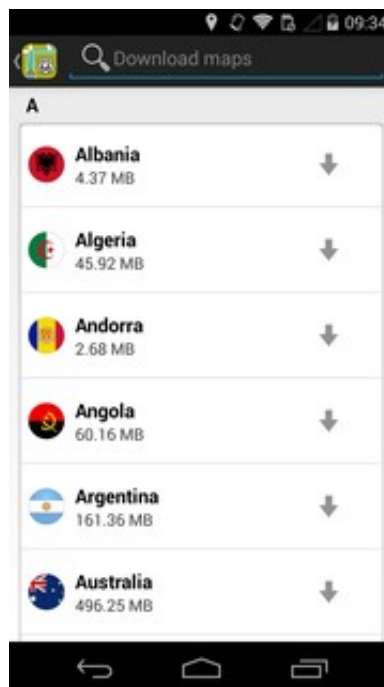 09:34
Download maps
A
Albania
4.37 MB
Algeria
45.92 MB
Andorra
2.68 MB
Angola
60.16 MB
Argentina
161.36 MB
Australia
496.25 MB